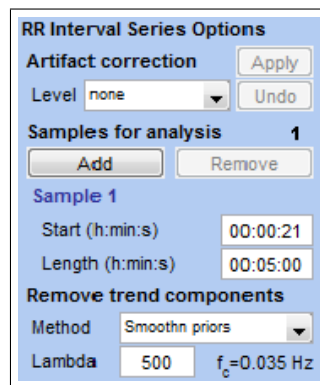 RR Interval Series Options
Artifact correction Apply
Level none Undo
Samples for analysis 1
Add Remove
Sample 1
Start (h:min:s) 00:00:21
Length (h:min:s) 00:05:00
Remove trend components
Method Smoothn priors
Lambda 500 f_c=0.035 Hz